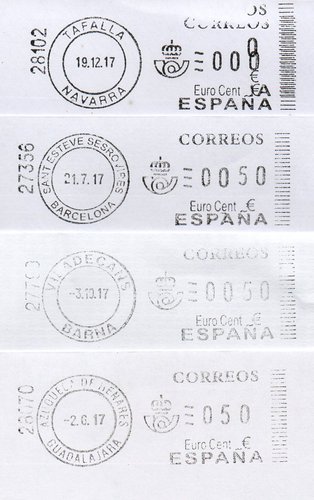 OS
CORREOS
28102
TAFALLA
19.12.17
NAVARRA
000
Euro Cent €
ESPAÑA
CORREOS
27356
SANT ESTEVE SESROVIRES
21.7.17
BARCELONA
0050
Euro Cent €
ESPAÑA
CORREOS
VILADECANS
-3.10.17
BARNA
0050
Euro Cent €
ESPAÑA
CORREOS
AZUQUECA DE HENARES
-2.6.17
GUADALAJARA
050
Euro Cent €
ESPAÑA